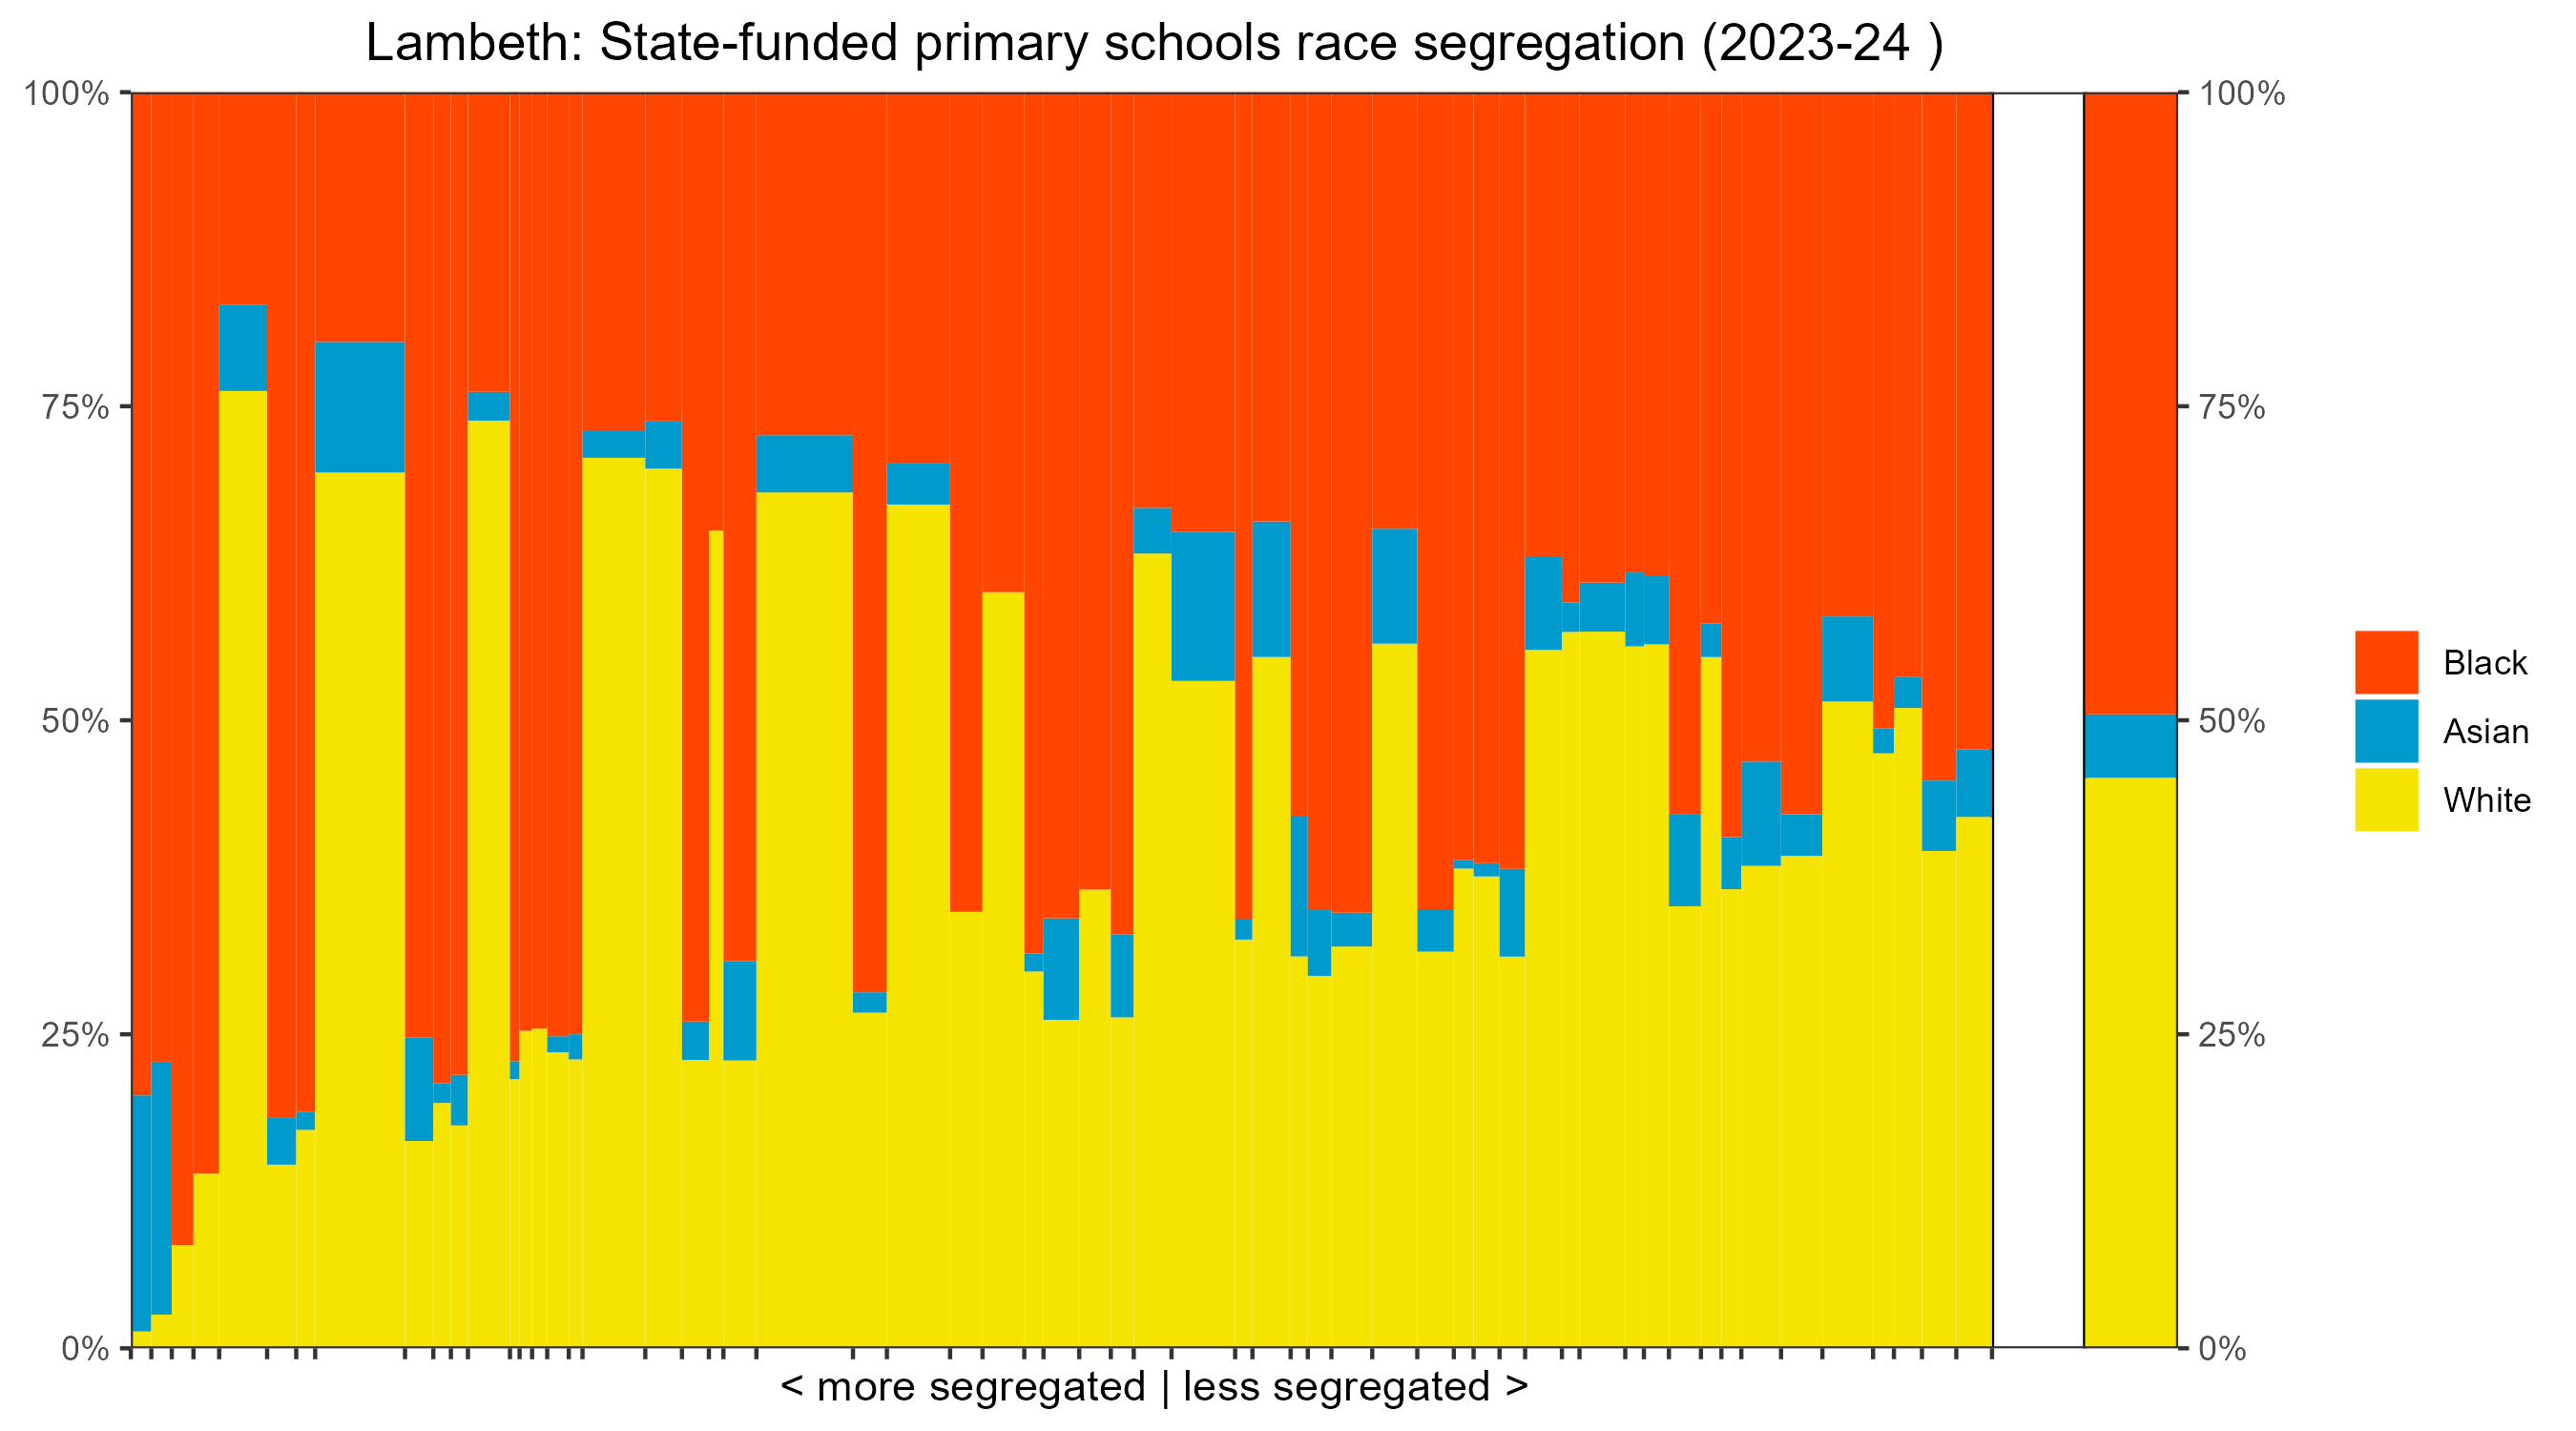 Lambeth: State-funded primary schools race segregation (2023-24 )
100%
75%
50%
25%
0%
100%
75%
50%
25%
0%
Black
Asian
White
< more segregated | less segregated >